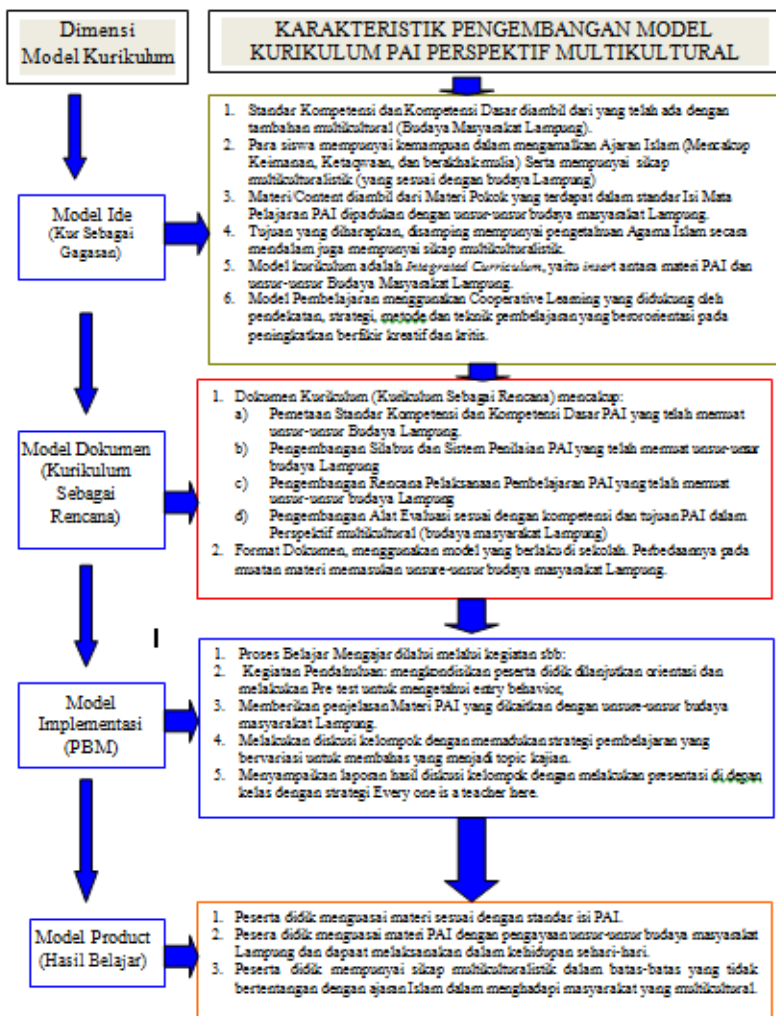 Dimensi
Model Kurikulum
KARAKTERISTIK PENGEMBANGAN MODEL
KURIKULUM PAI PERSPEKTIF MULTIKULTURAL
Model Ide
(Kur Sebagai
Gagasan)
1. Standar Kompetensi dan Kompetensi Dasar diambil dari yang telah ada dengan
tambahan multikultural (Budaya Masyarakat Lampung).
2. Para siswa mempunyai kemampuan dalam mengamalkan Ajaran Islam (Mencakup
Keimanan, Ketaqwaan, dan berakhak mulia) Serta mempunyai sikap
multikulturalistik (yang sesuai dengan budaya Lampung)
3. Materi/Content diambil dari Materi Pokok yang terdapat dalam standar Isi Mata
Pelajaran PAI dipadukan dengan unsur-unsur budaya masyarakat Lampung.
4. Tujuan yang diharapkan, disamping mempunyai pengetahuan Agama Islam secara
mendalam juga mempunyai sikap multikulturalistik.
5. Model kurikulum adalah Integrated Curriculum, yaitu insert antara materi PAI dan
unsur-unsur Budaya Masyarakat Lampung.
6. Model Pembelajaran menggunakan Cooperative Learning yang didukung oleh
pendekatan, strategi, metode dan teknik pembelajaran yang berororientasi pada
peningkatkan berfikir kreatif dan kritis.
Model Dokumen
(Kurikulum
Sebagai
Rencana)
1. Dokumen Kurikulum (Kurikulum Sebagai Rencana) mencakup:
a) Pemetaan Standar Kompetensi dan Kompetensi Dasar PAI yang telah memuat
unsur-unsur Budaya Lampung.
b) Pengembangan Silabus dan Sistem Penilaian PAI yang telah memuat unsur-unsur
budaya Lampung
c) Pengembangan Rencana Pelaksanaan Pembelajaran PAI yang telah memuat
unsur-unsur budaya Lampung
d) Pengembangan Alat Evaluasi sesuai dengan kompetensi dan tujuan PAI dalam
Perspektif multikultural (budaya masyarakat Lampung)
2. Format Dokumen, menggunakan model yang berlaku di sekolah. Perbedaannya pada
muatan materi memasukan unsure-unsur budaya masyarakat Lampung.
Model
Implementasi
(PBM)
1. Proses Belajar Mengajar dilalui melalui kegiatan sbb:
2. Kegiatan Pendahuluan: mengkondisikan peserta didik dilanjutkan orientasi dan
melakukan Pre test untuk mengetahui entry behavior,
3. Memberikan penjelasan Materi PAI yang dikaitkan dengan unsure-unsur budaya
masyarakat Lampung.
4. Melakukan diskusi kelompok dengan memadukan strategi pembelajaran yang
bervariasi untuk membahas yang menjadi topic kajian.
5. Menyampaikan laporan hasil diskusi kelompok dengan melakukan presentasi di depan
kelas dengan strategi Every one is a teacher here.
Model Product
(Hasil Belajar)
1. Peserta didik menguasai materi sesuai dengan standar isi PAI.
2. Pesera didik menguasai materi PAI dengan pengayaan unsur-unsur budaya masyarakat
Lampung dan dapaat melaksanakan dalam kehidupan sehari-hari.
3. Peserta didik mempunyai sikap multikulturalistik dalam batas-batas yang tidak
bertentangan dengan ajaran Islam dalam menghadapi masyarakat yang multikultural.